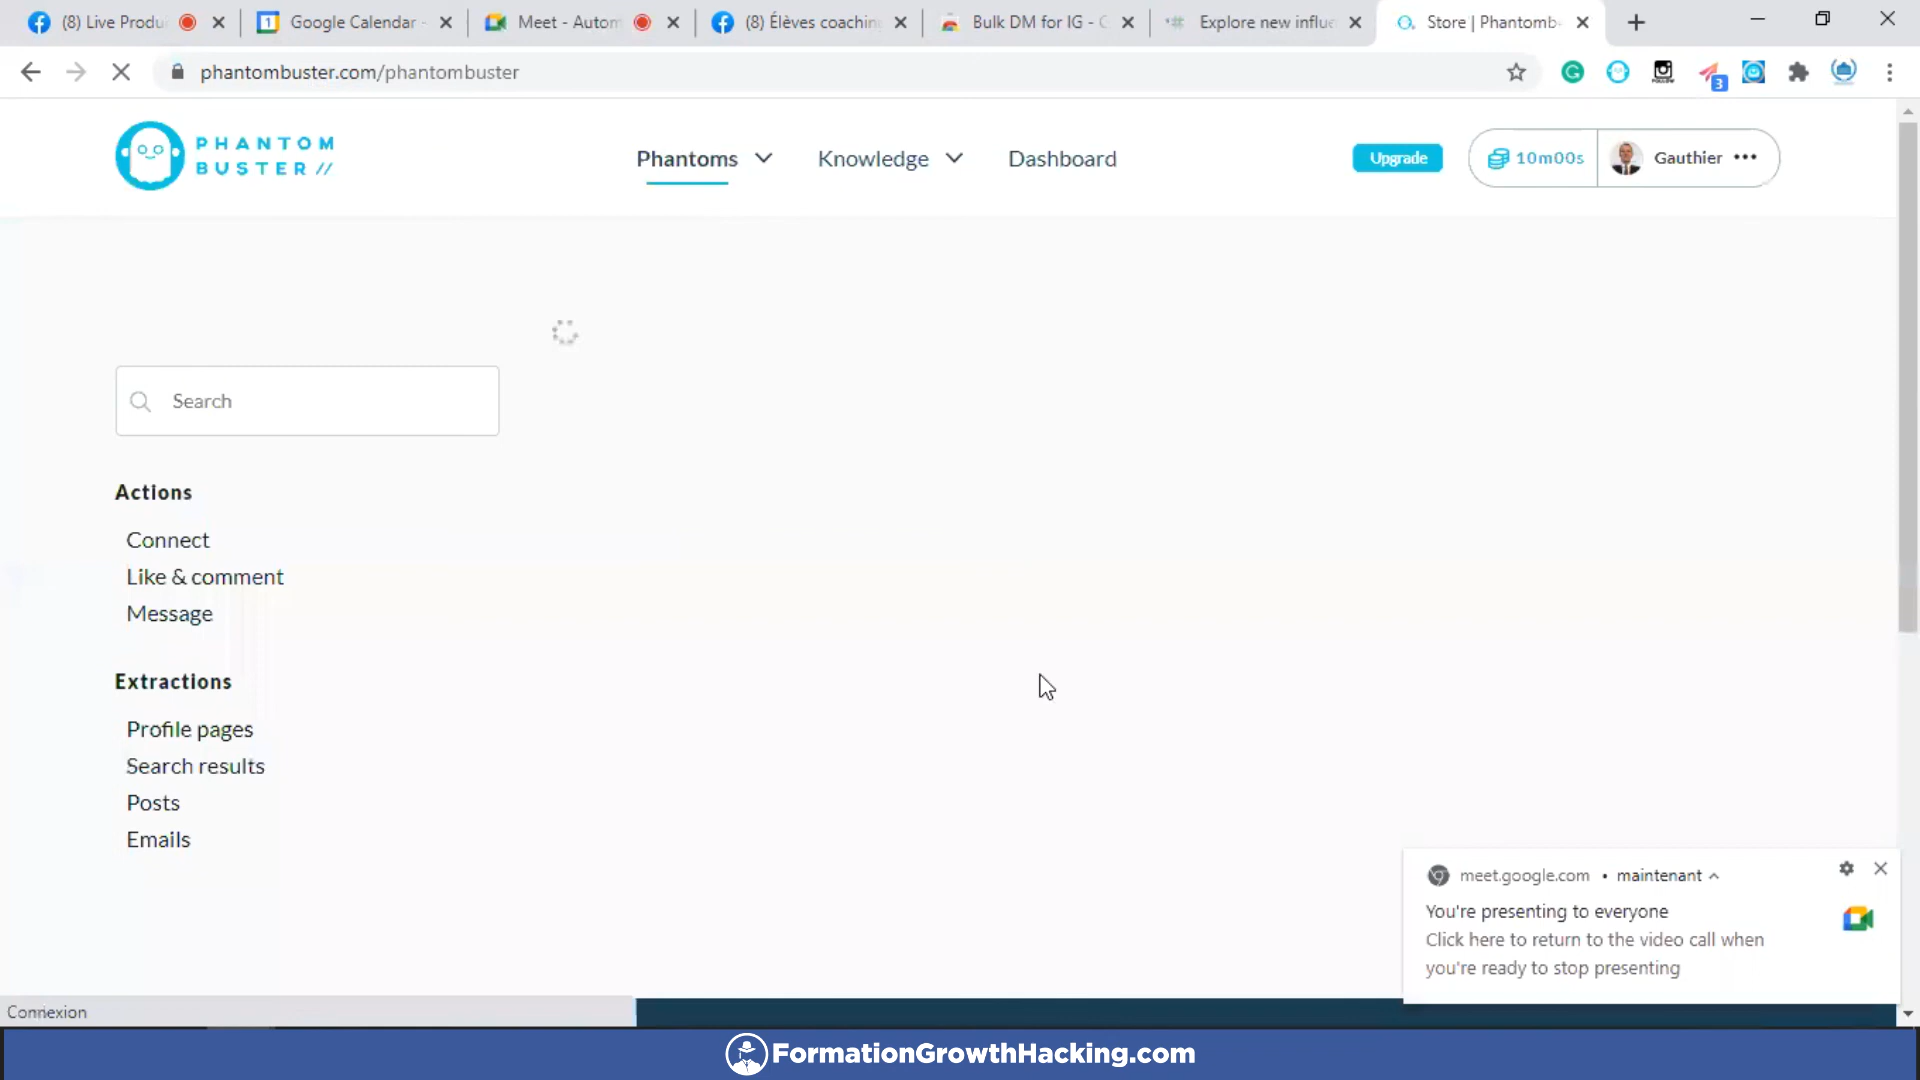 (8) Live Produ
Google Calendar -
Meet - Autom
(8) Élèves coaching
Bulk DM for IG - C
Explore new influe
Store | Phantomb
phantombuster.com/phantombuster
FOLLOW
3
PHANTOM
BUSTER //
Phantoms
Knowledge
Dashboard
Upgrade
10m00s
Gauthier
Search
Actions
Connect
Like & comment
Message
Extractions
Profile pages
Search results
Posts
Emails
meet.google.com • maintenant
You're presenting to everyone
Click here to return to the video call when
you're ready to stop presenting
Connexion
FormationGrowthHacking.com